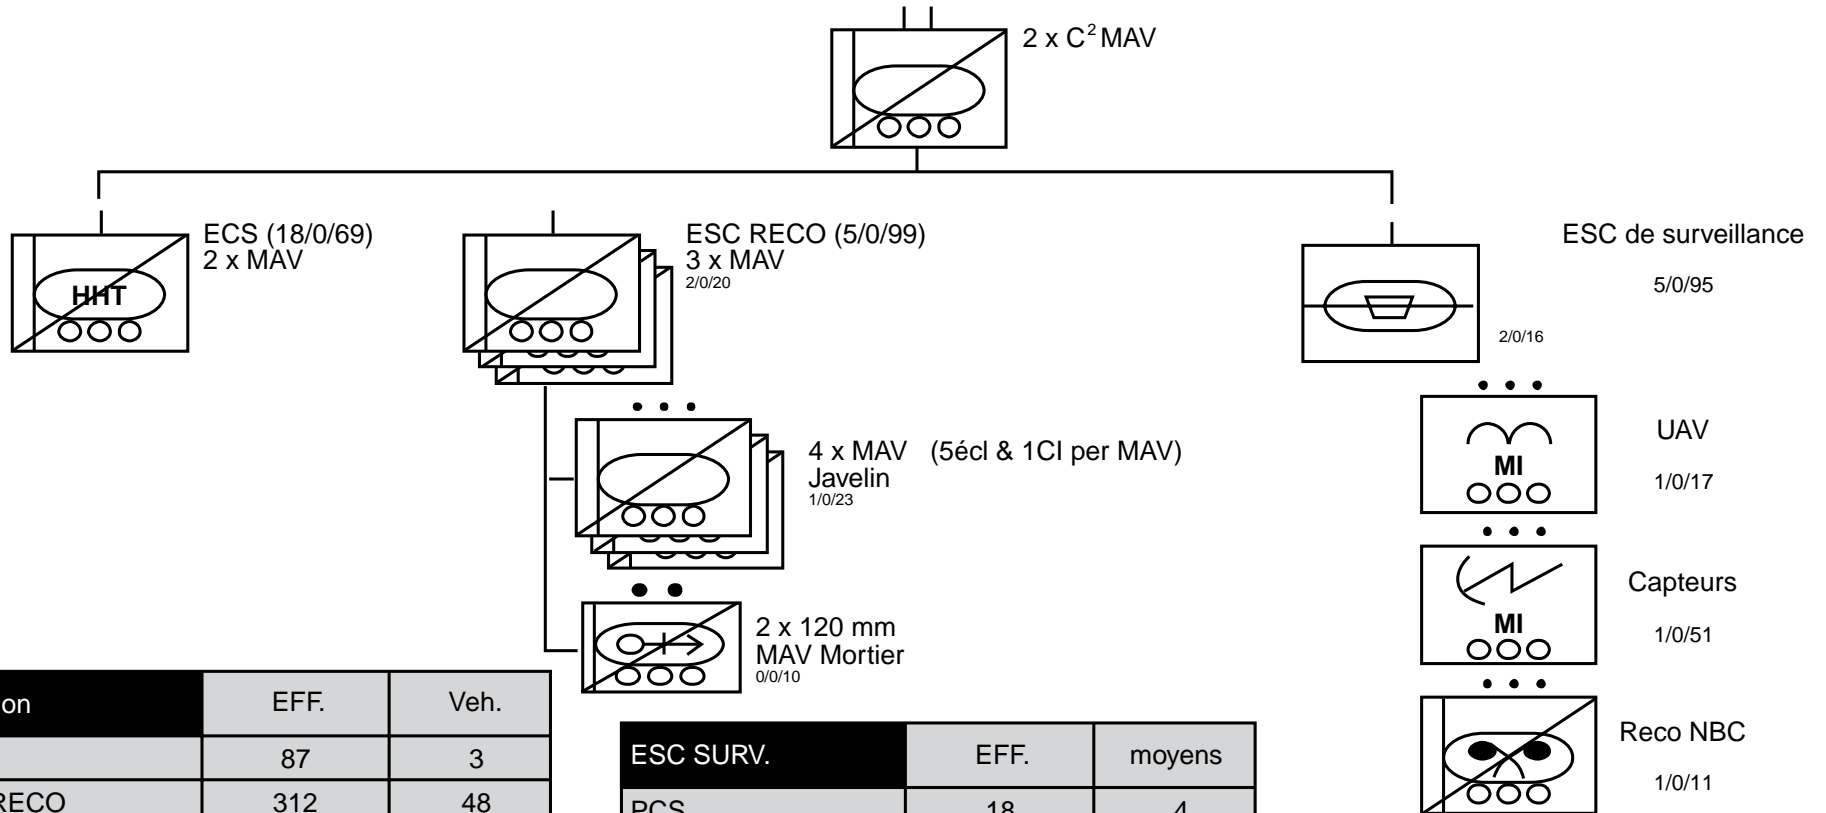 2 x C² MAV
ECS (18/0/69)
2 x MAV
HHT
ESC RECO (5/0/99)
3 x MAV
2/0/20
ESC de surveillance
5/0/95
2/0/16
4 x MAV (5écl & 1CI per MAV)
Javelin
1/0/23
UAV
MI
1/0/17
Capteurs
MI
1/0/51
2 x 120 mm
MAV Mortier
0/0/10
Reco NBC
1/0/11
on EFF. Veh.
87 3
RECO 312 48
ESC SURV. EFF. moyens
PCS 18 4